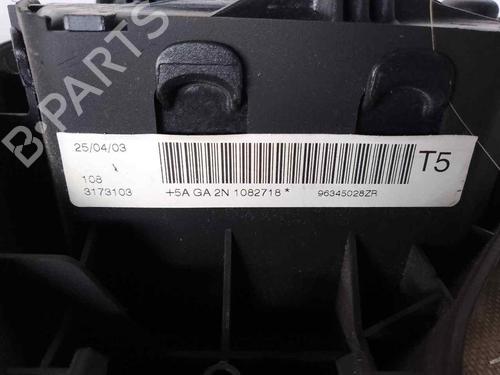 B-PARTS
25/04/03
108
3173103
+5A GA 2N 1082718 *
96345028ZR
T5